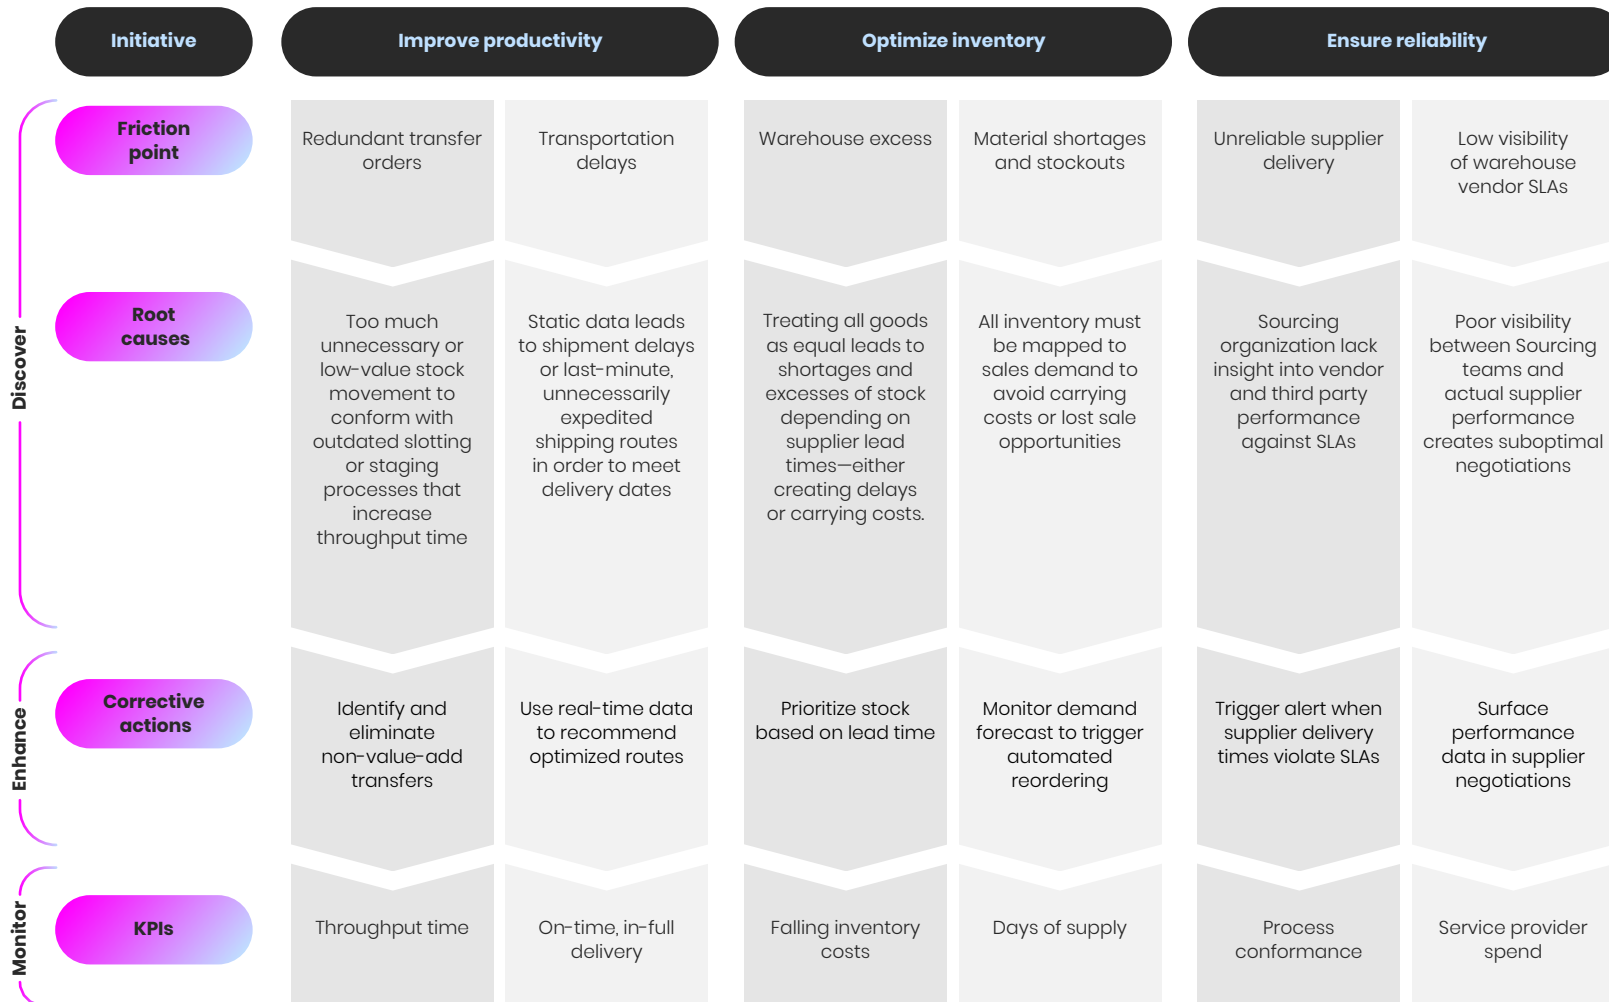 Initiative
Improve productivity
Optimize inventory
Ensure reliability
Discover
Friction
point
Redundant transfer
orders
Transportation
delays
Warehouse excess
Material shortages
and stockouts
Unreliable supplier
delivery
Low visibility
of warehouse
vendor SLAs
Root
causes
Too much
unnecessary or
low-value stock
movement to
conform with
outdated slotting
or staging
processes that
increase
throughput time
Static data leads
to shipment delays
or last-minute,
unnecessarily
expedited
shipping routes
in order to meet
delivery dates
Treating all goods
as equal leads to
shortages and
excesses of stock
depending on
supplier lead
times—either
creating delays
or carrying costs.
All inventory must
be mapped to
sales demand to
avoid carrying
costs or lost sale
opportunities
Sourcing
organization lack
insight into vendor
and third party
performance
against SLAs
Poor visibility
between Sourcing
teams and
actual supplier
performance
creates suboptimal
negotiations
Enhance
Corrective
actions
Identify and
eliminate
non-value-add
transfers
Use real-time data
to recommend
optimized routes
Prioritize stock
based on lead time
Monitor demand
forecast to trigger
automated
reordering
Trigger alert when
supplier delivery
times violate SLAs
Surface
performance
data in supplier
negotiations
Monitor
KPIs
Throughput time
On-time, in-full
delivery
Falling inventory
costs
Days of supply
Process
conformance
Service provider
spend